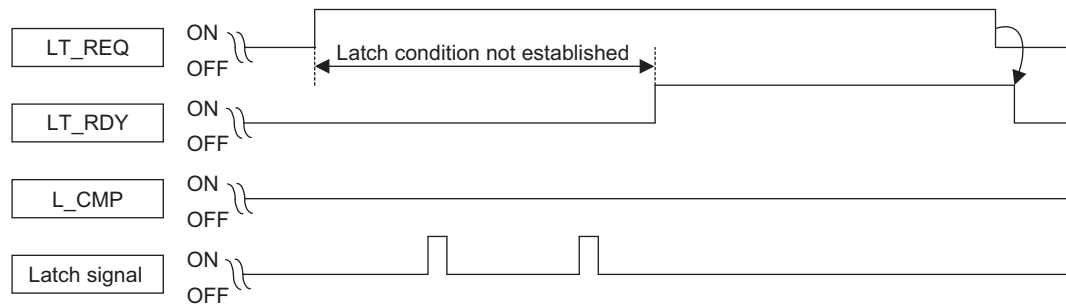 LT_REQ
ON
OFF
Latch condition not established
LT_RDY
ON
OFF
L_CMP
ON
OFF
Latch signal
ON
OFF